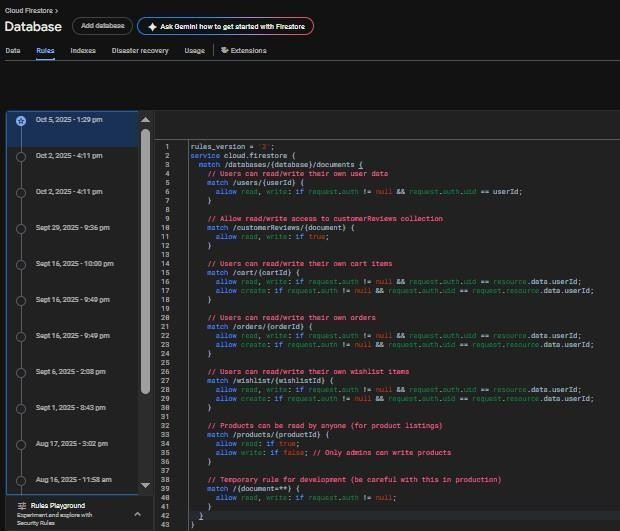 Cloud Firestore >
Database
Add database
Ask Gemini how to get started with Firestore
Data Rules Indexes Disaster recovery Usage Extensions
Oct 5, 2025 • 1:29 pm
Oct 2, 2025 • 4:11 pm
Oct 2, 2025 • 4:11 pm
Sept 29, 2025 • 9:36 pm
Sept 16, 2025 • 10:00 pm
Sept 16, 2025 • 9:49 pm
Sept 16, 2025 • 9:49 pm
Sept 6, 2025 • 2:08 pm
Sept 1, 2025 • 8:43 pm
Aug 17, 2025 • 3:02 pm
Aug 16, 2025 • 11:58 am
Rules Playground
Experiment and explore with
Security Rules
1 rules_version = '2';
2 service cloud.firestore {
3 match /databases/{database}/documents {
4 // Users can read/write their own user data
5 match /users/{userId} {
6 allow read, write: if request.auth != null && request.auth.uid == userId;
7 }
8
9 // Allow read/write access to customerReviews collection
10 match /customerReviews/{document} {
11 allow read, write: if true;
12 }
13
14 // Users can read/write their own cart items
15 match /cart/{cartId} {
16 allow read, write: if request.auth != null && request.auth.uid == resource.data.userId;
17 allow create: if request.auth != null && request.auth.uid == request.resource.data.userId;
18 }
19
20 // Users can read/write their own orders
21 match /orders/{orderId} {
22 allow read, write: if request.auth != null && request.auth.uid == resource.data.userId;
23 allow create: if request.auth != null && request.auth.uid == request.resource.data.userId;
24 }
25
26 // Users can read/write their own wishlist items
27 match /wishlist/{wishlistId} {
28 allow read, write: if request.auth != null && request.auth.uid == resource.data.userId;
29 allow create: if request.auth != null && request.auth.uid == request.resource.data.userId;
30 }
31
32 // Products can be read by anyone (for product listings)
33 match /products/{productId} {
34 allow read: if true;
35 allow write: if false; // Only admins can write products
36 }
37
38 // Temporary rule for development (be careful with this in production)
39 match /{document=**} {
40 allow read, write: if request.auth != null;
41 }
42 }
43 }